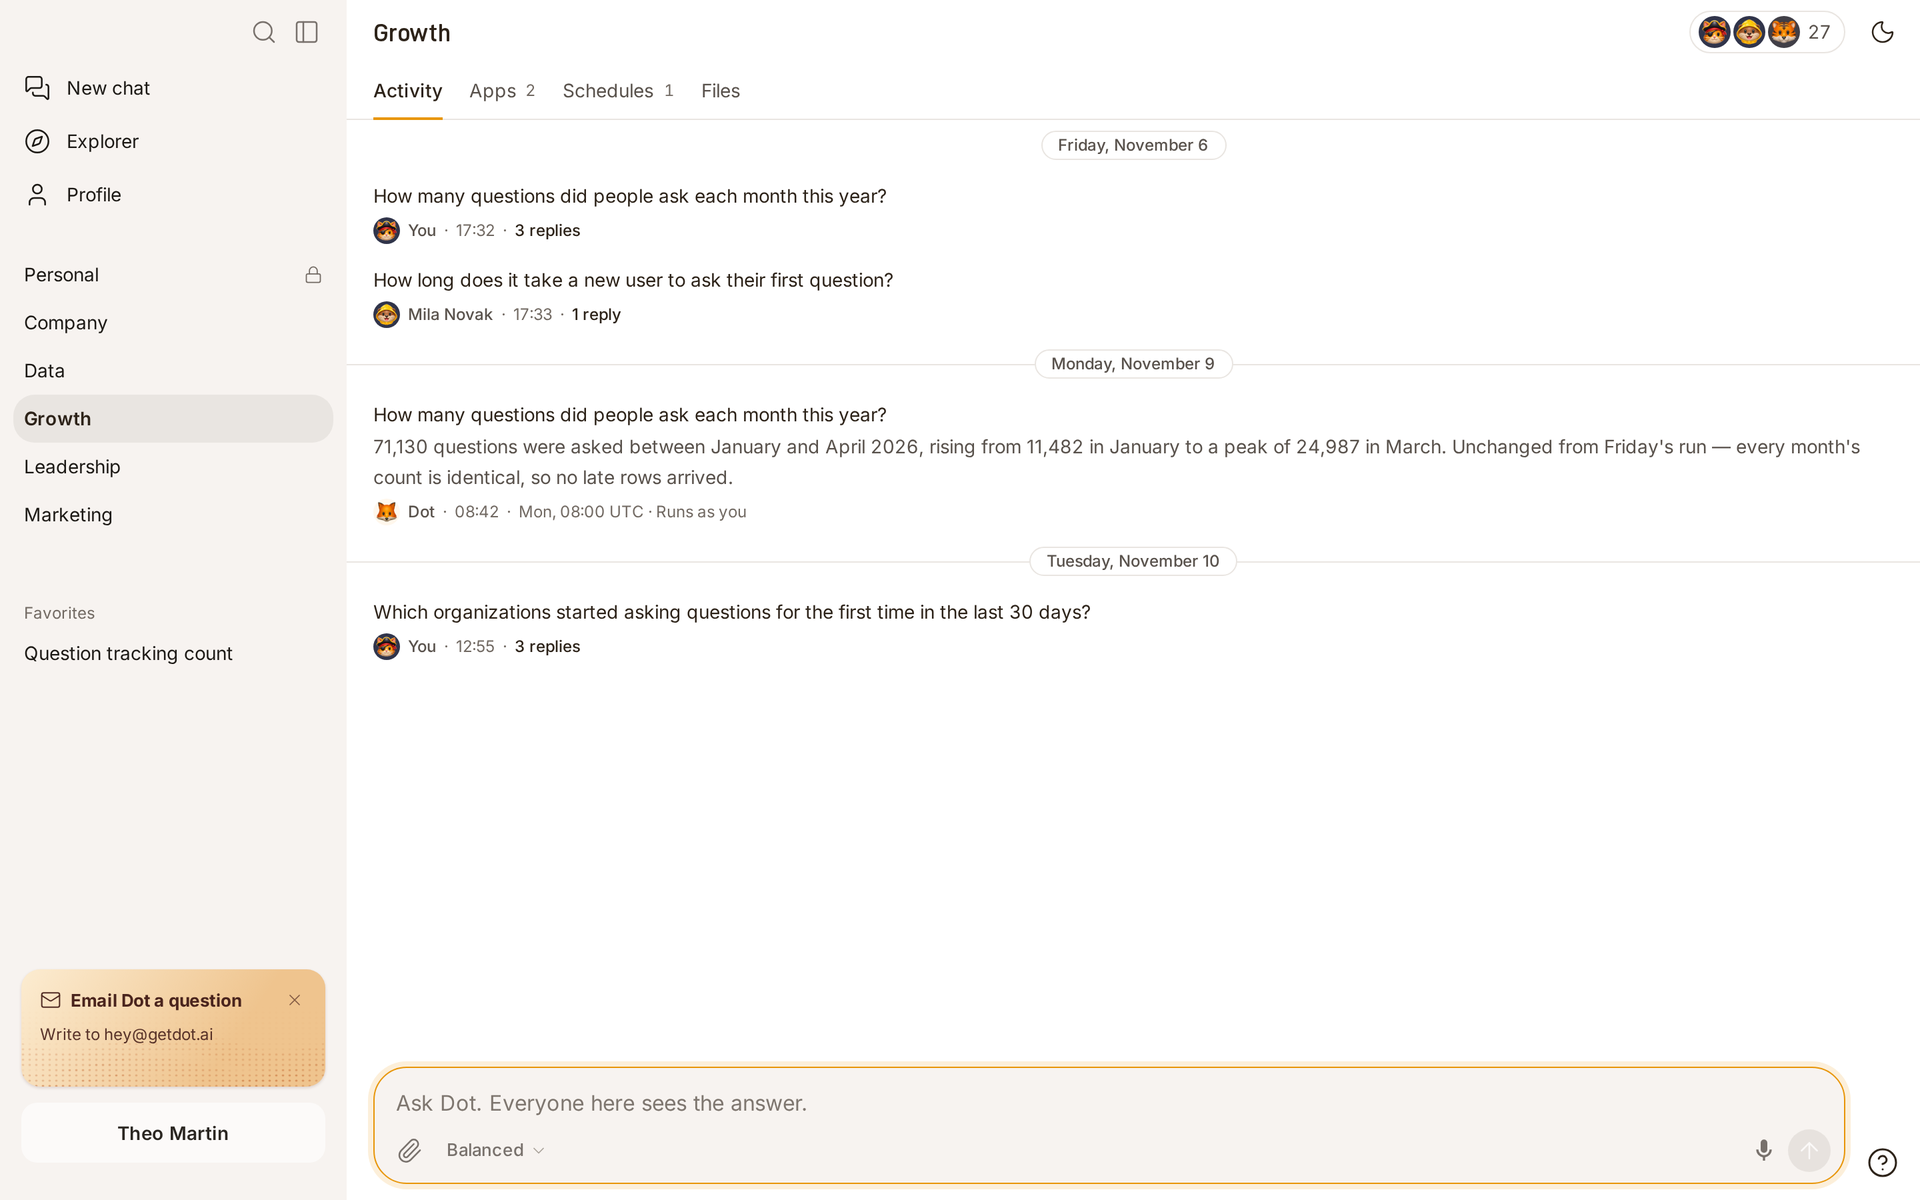 New chat
Explorer
Profile
Personal
Company
Data
Growth
Leadership
Marketing
Favorites
Question tracking count
Email Dot a question
Write to hey@getdot.ai
Theo Martin
Growth
27
Activity
Apps 2
Schedules 1
Files
Friday, November 6
How many questions did people ask each month this year?
You · 17:32 · 3 replies
How long does it take a new user to ask their first question?
Mila Novak · 17:33 · 1 reply
Monday, November 9
How many questions did people ask each month this year?
71,130 questions were asked between January and April 2026, rising from 11,482 in January to a peak of 24,987 in March. Unchanged from Friday's run — every month's
count is identical, so no late rows arrived.
Dot · 08:42 · Mon, 08:00 UTC · Runs as you
Tuesday, November 10
Which organizations started asking questions for the first time in the last 30 days?
You · 12:55 · 3 replies
Ask Dot. Everyone here sees the answer.
Balanced